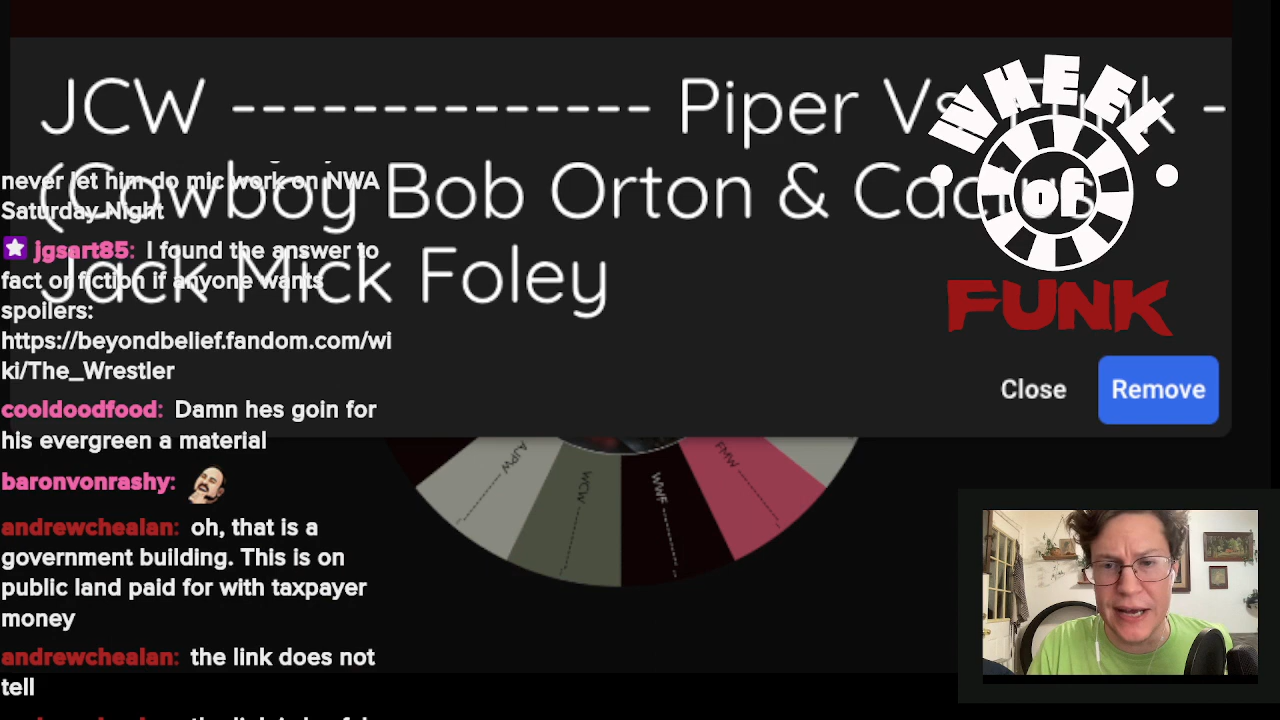 JCW -------------- Piper Vs Funk -
(Cowboy Bob Orton & Cactus
Jack Mick Foley
WHEEL
of
FUNK
never let him do mic work on NWA
Saturday Night
jgsart85: I found the answer to
fact or fiction if anyone wants
spoilers:
https://beyondbelief.fandom.com/wi
ki/The_Wrestler
cooldoodfood: Damn hes goin for
his evergreen a material
baronvonrashy:
andrewchealan: oh, that is a
government building. This is on
public land paid for with taxpayer
money
andrewchealan: the link does not
tell
Close
Remove
AJPW
WCW
WWF
FMW